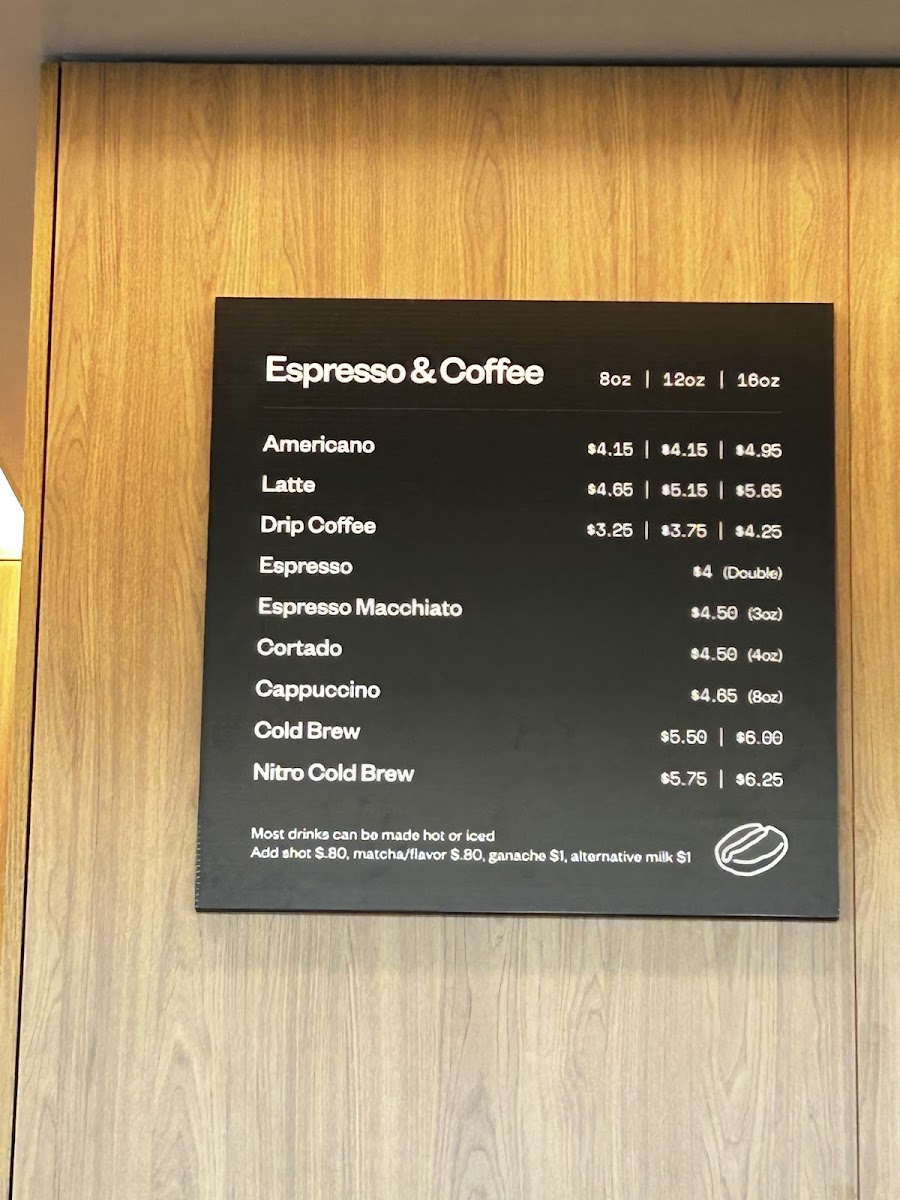 Espresso & Coffee 8oz | 12oz | 16oz
Americano $4.15 | $4.15 | $4.95
Latte $4.65 | $5.15 | $5.65
Drip Coffee $3.25 | $3.75 | $4.25
Espresso $4 (Double)
Espresso Macchiato $4.50 (3oz)
Cortado $4.50 (4oz)
Cappuccino $4.65 (8oz)
Cold Brew $5.50 | $6.00
Nitro Cold Brew $5.75 | $6.25
Most drinks can be made hot or iced
Add shot $.80, matcha/flavor $.80, ganache $1, alternative milk $1